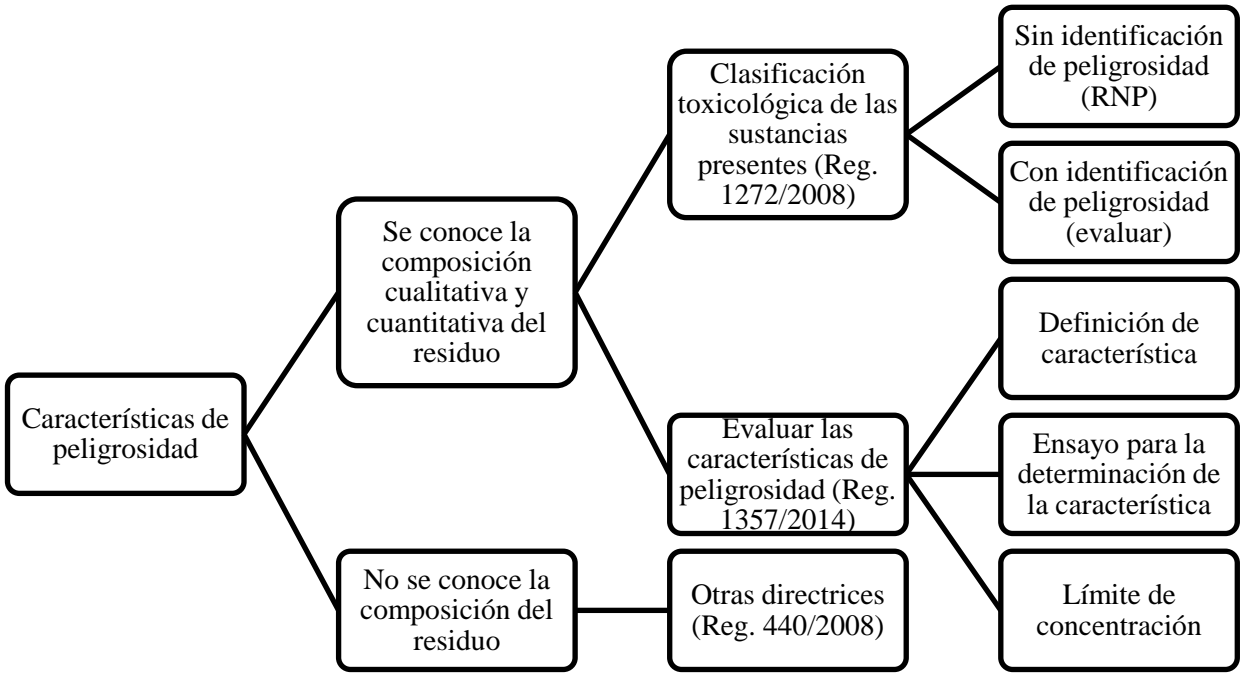 Características de
peligrosidad
Se conoce la
composición
cualitativa y
cuantitativa del
residuo
Clasificación
toxicológica de las
sustancias
presentes (Reg.
1272/2008)
Sin identificación
de peligrosidad
(RNP)
Con identificación
de peligrosidad
(evaluar)
Evaluar las
características de
peligrosidad (Reg.
1357/2014)
Definición de
característica
Ensayo para la
determinación de
la característica
Límite de
concentración
No se conoce la
composición del
residuo
Otras directrices
(Reg. 440/2008)